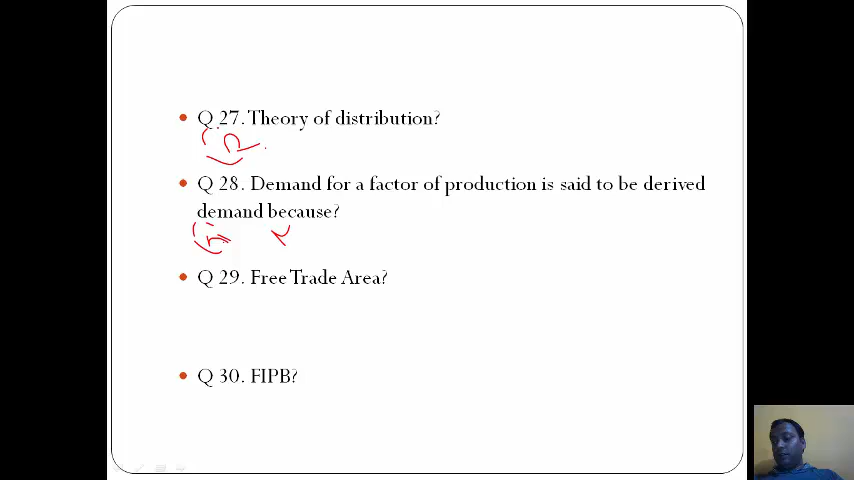 • Q 27. Theory of distribution?
• Q 28. Demand for a factor of production is said to be derived
demand because?
• Q 29. Free Trade Area?
• Q 30. FIPB?